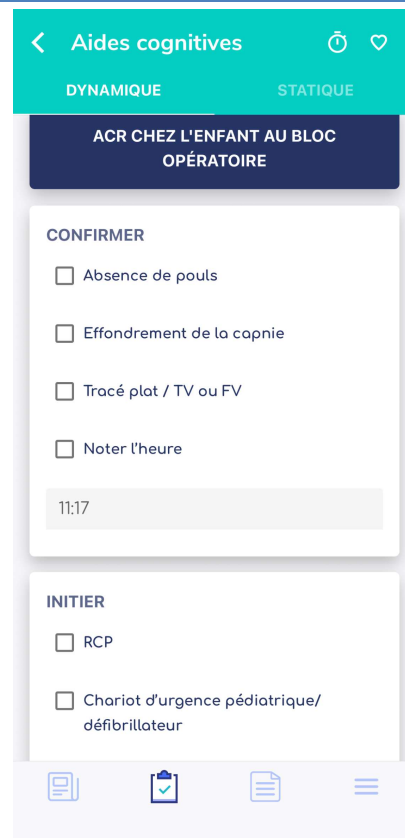 Aides cognitives
DYNAMIQUE
STATIQUE
ACR CHEZ L'ENFANT AU BLOC
OPÉRATOIRE
CONFIRMER
Absence de pouls
Effondrement de la capnie
Tracé plat / TV ou FV
Noter l'heure
11:17
INITIER
RCP
Chariot d'urgence pédiatrique/
défibrillateur